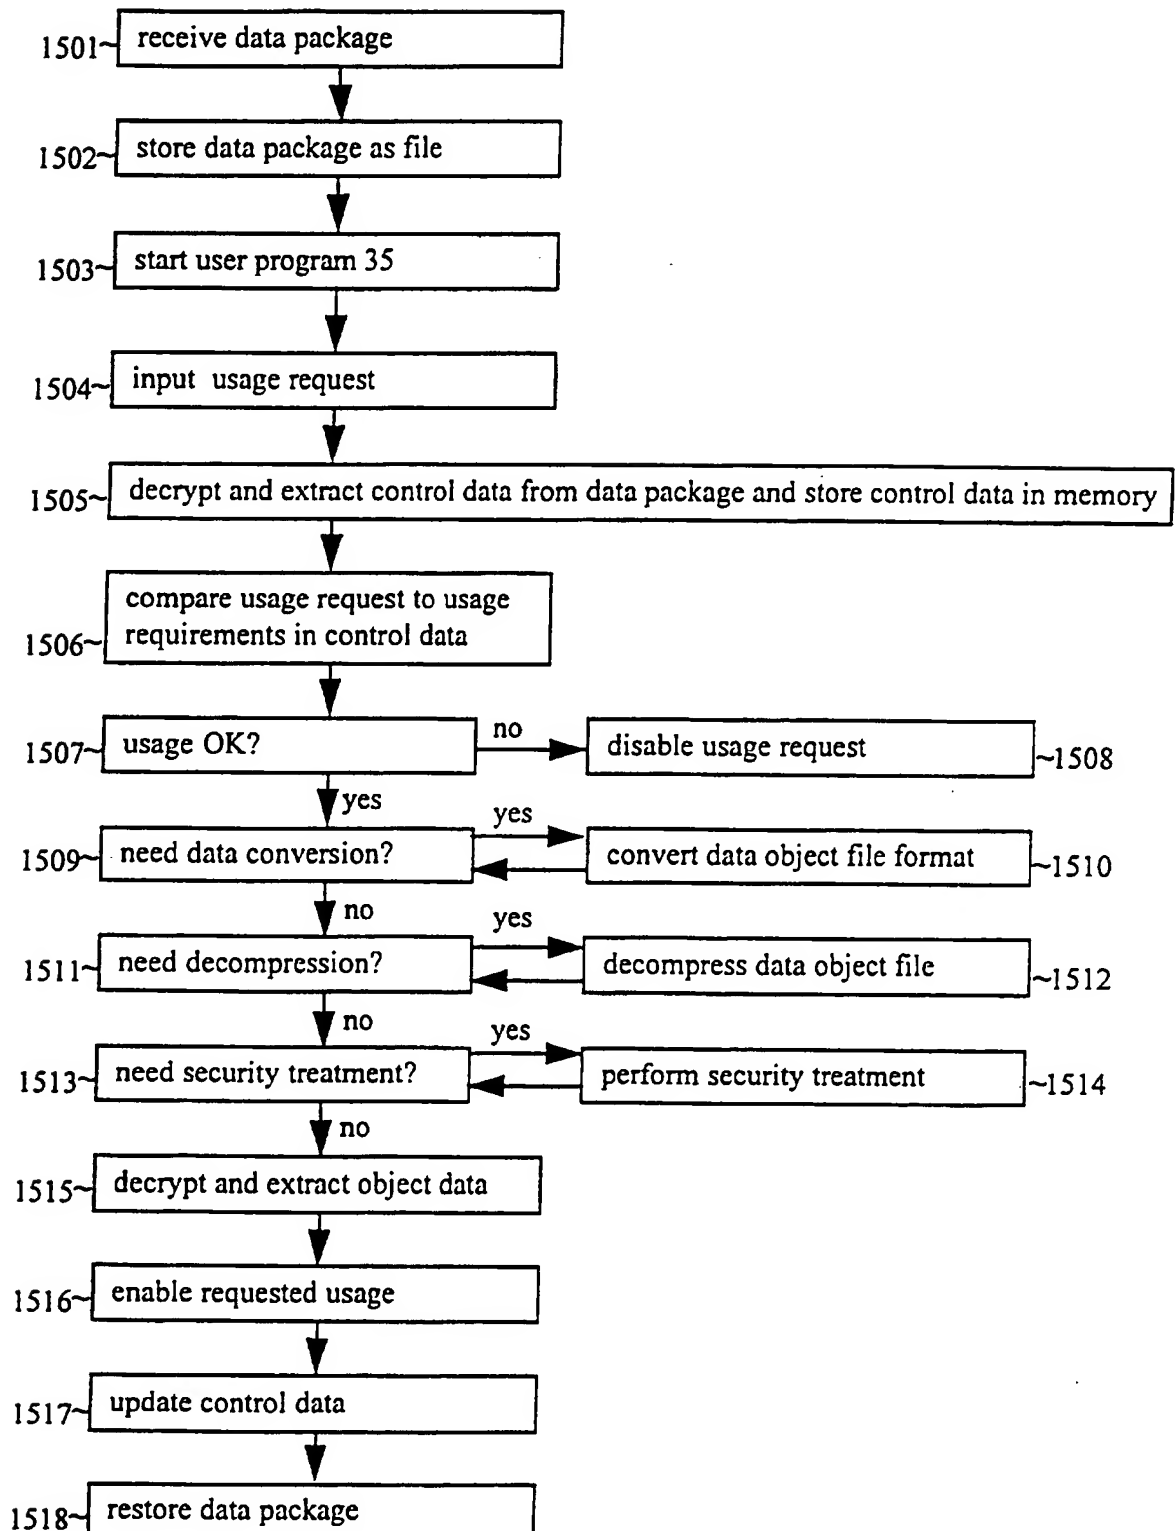 1501~ receive data package
1502~ store data package as file
1503~ start user program 35
1504~ input usage request
1505~ decrypt and extract control data from data package and store control data in memory
compare usage request to usage
1506~ requirements in control data
1507~ usage OK? no disable usage request ~1508
yes
yes
1509~ need data conversion? convert data object file format ~1510
no
yes
1511~ need decompression? decompress data object file ~1512
no
yes
1513~ need security treatment? perform security treatment ~1514
no
1515~ decrypt and extract object data
1516~ enable requested usage
1517~ update control data
1518~ restore data package